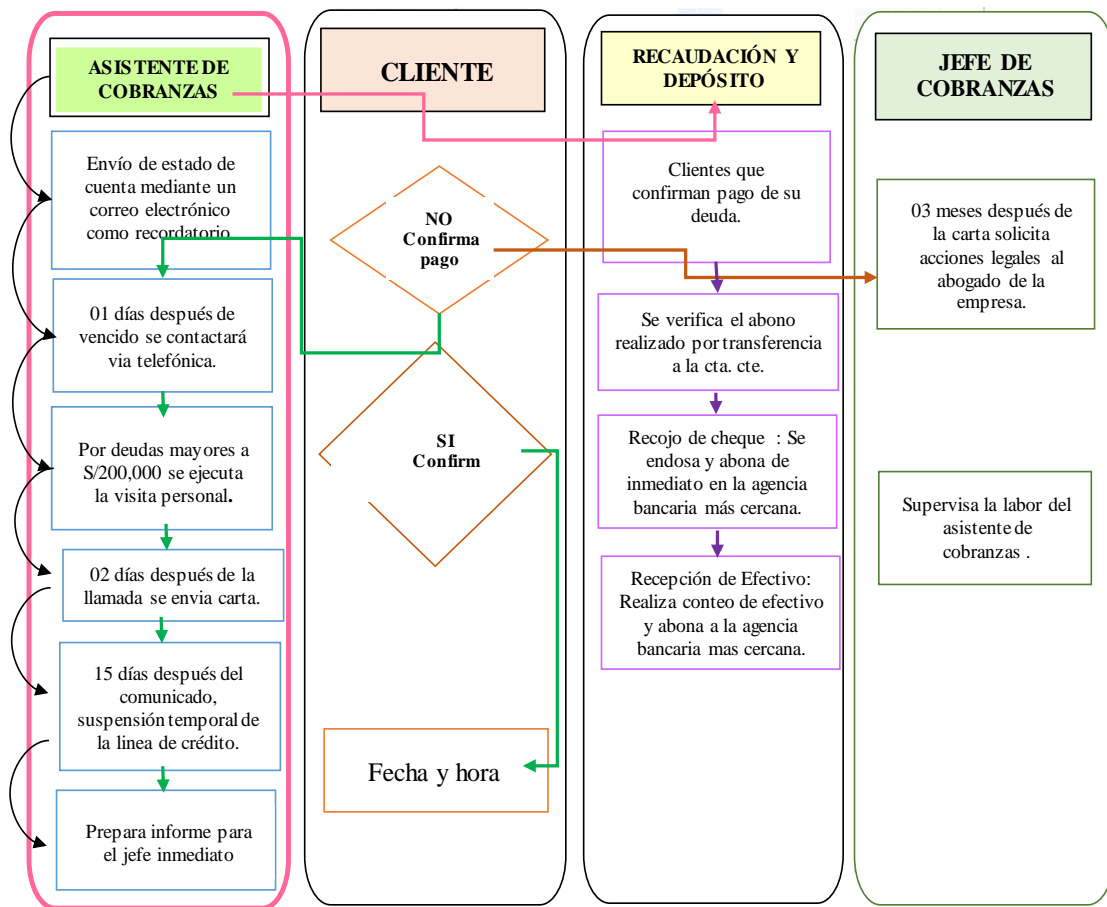 ASISTENTE DE
COBRANZAS
Envío de estado de
cuenta mediante un
correo electrónico
como recordatorio
01 días después de
vencido se contactará
via telefónica.
Por deudas mayores a
S/200,000 se ejecuta
la visita personal.
02 días después de la
llamada se envia carta.
15 días después del
comunicado,
suspensión temporal de
la linea de crédito.
Prepara informe para
el jefe inmediato
CLIENTE
NO
Confirma
pago
SI
Confirm
Fecha y hora
RECAUDACIÓN Y
DEPÓSITO
Clientes que
confirman pago de su
deuda.
Se verifica el abono
realizado por transferencia
a la cta. cte.
Recojo de cheque : Se
endosa y abona de
inmediato en la agencia
bancaria más cercana.
Recepción de Efectivo:
Realiza conteo de efectivo
y abona a la agencia
bancaria mas cercana.
JEFE DE
COBRANZAS
03 meses después de
la carta solicita
acciones legales al
abogado de la
empresa.
Supervisa la labor del
asistente de
cobranzas .